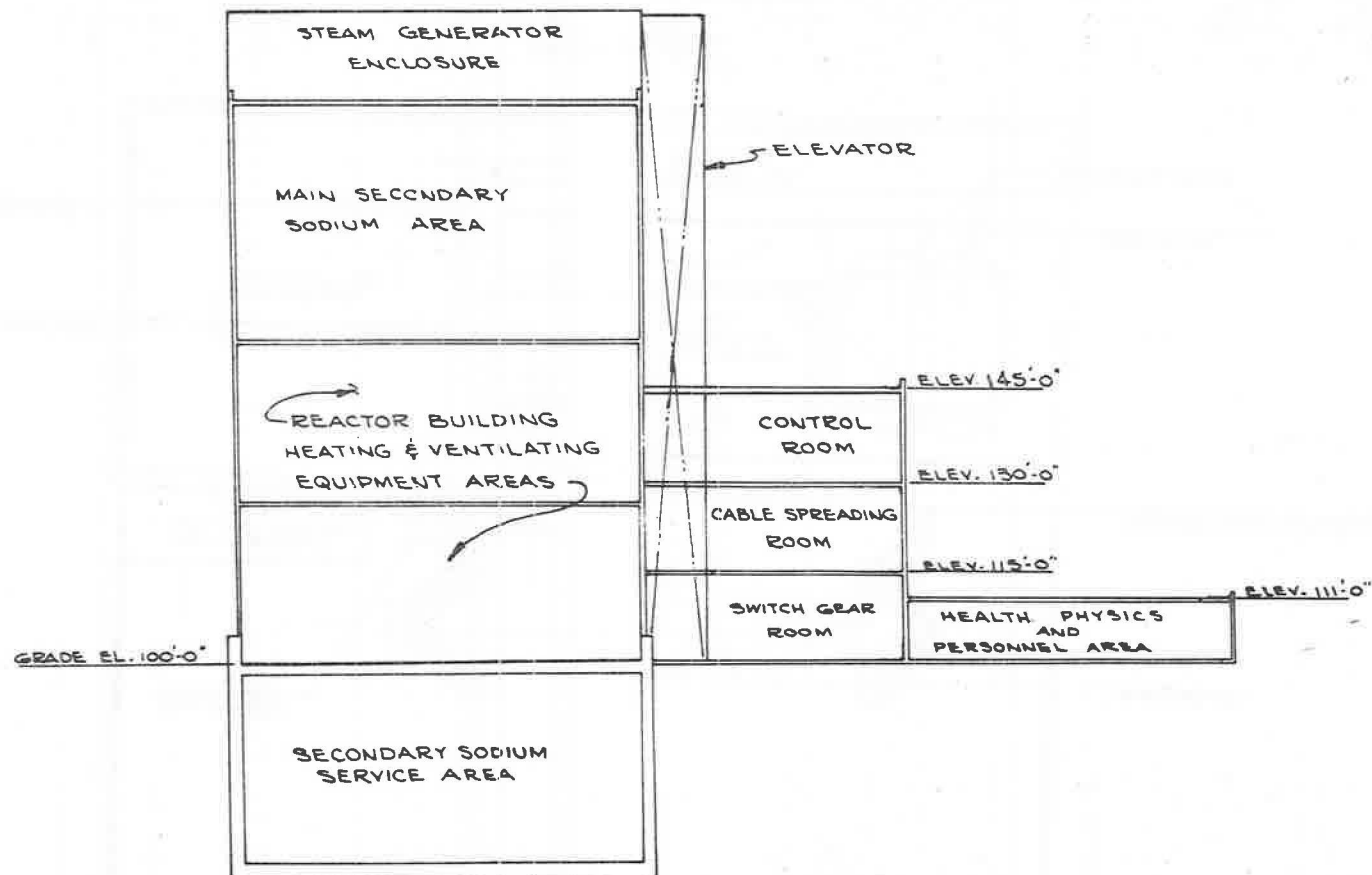 STEAM GENERATOR
ENCLOSURE
ELEVATOR
MAIN SECONDARY
SODIUM AREA
ELEV. 145'-0"
REACTOR BUILDING
HEATING & VENTILATING
EQUIPMENT AREAS
CONTROL
ROOM
ELEV. 130'-0"
CABLE SPREADING
ROOM
ELEV. 115'-0"
ELEV. 111'-0"
SWITCH GEAR
ROOM
HEALTH PHYSICS
AND
PERSONNEL AREA
GRADE EL. 100'-0"
SECONDARY SODIUM
SERVICE AREA